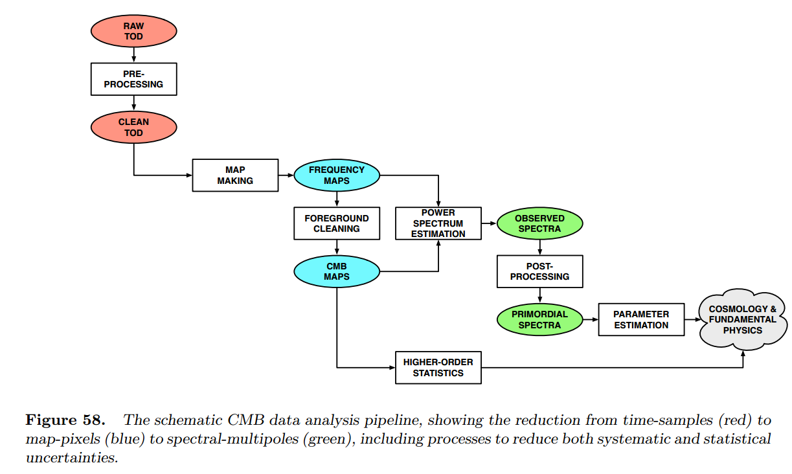 RAW
TOD
PRE-
PROCESSING
CLEAN
TOD
MAP
MAKING
FREQUENCY
MAPS
FOREGROUND
CLEANING
POWER
SPECTRUM
ESTIMATION
OBSERVED
SPECTRA
CMB
MAPS
POST-
PROCESSING
PRIMORDIAL
SPECTRA
PARAMETER
ESTIMATION
COSMOLOGY &
FUNDAMENTAL
PHYSICS
HIGHER-ORDER
STATISTICS
Figure 58. The schematic CMB data analysis pipeline, showing the reduction from time-samples (red) to
map-pixels (blue) to spectral-multipoles (green), including processes to reduce both systematic and statistical
uncertainties.